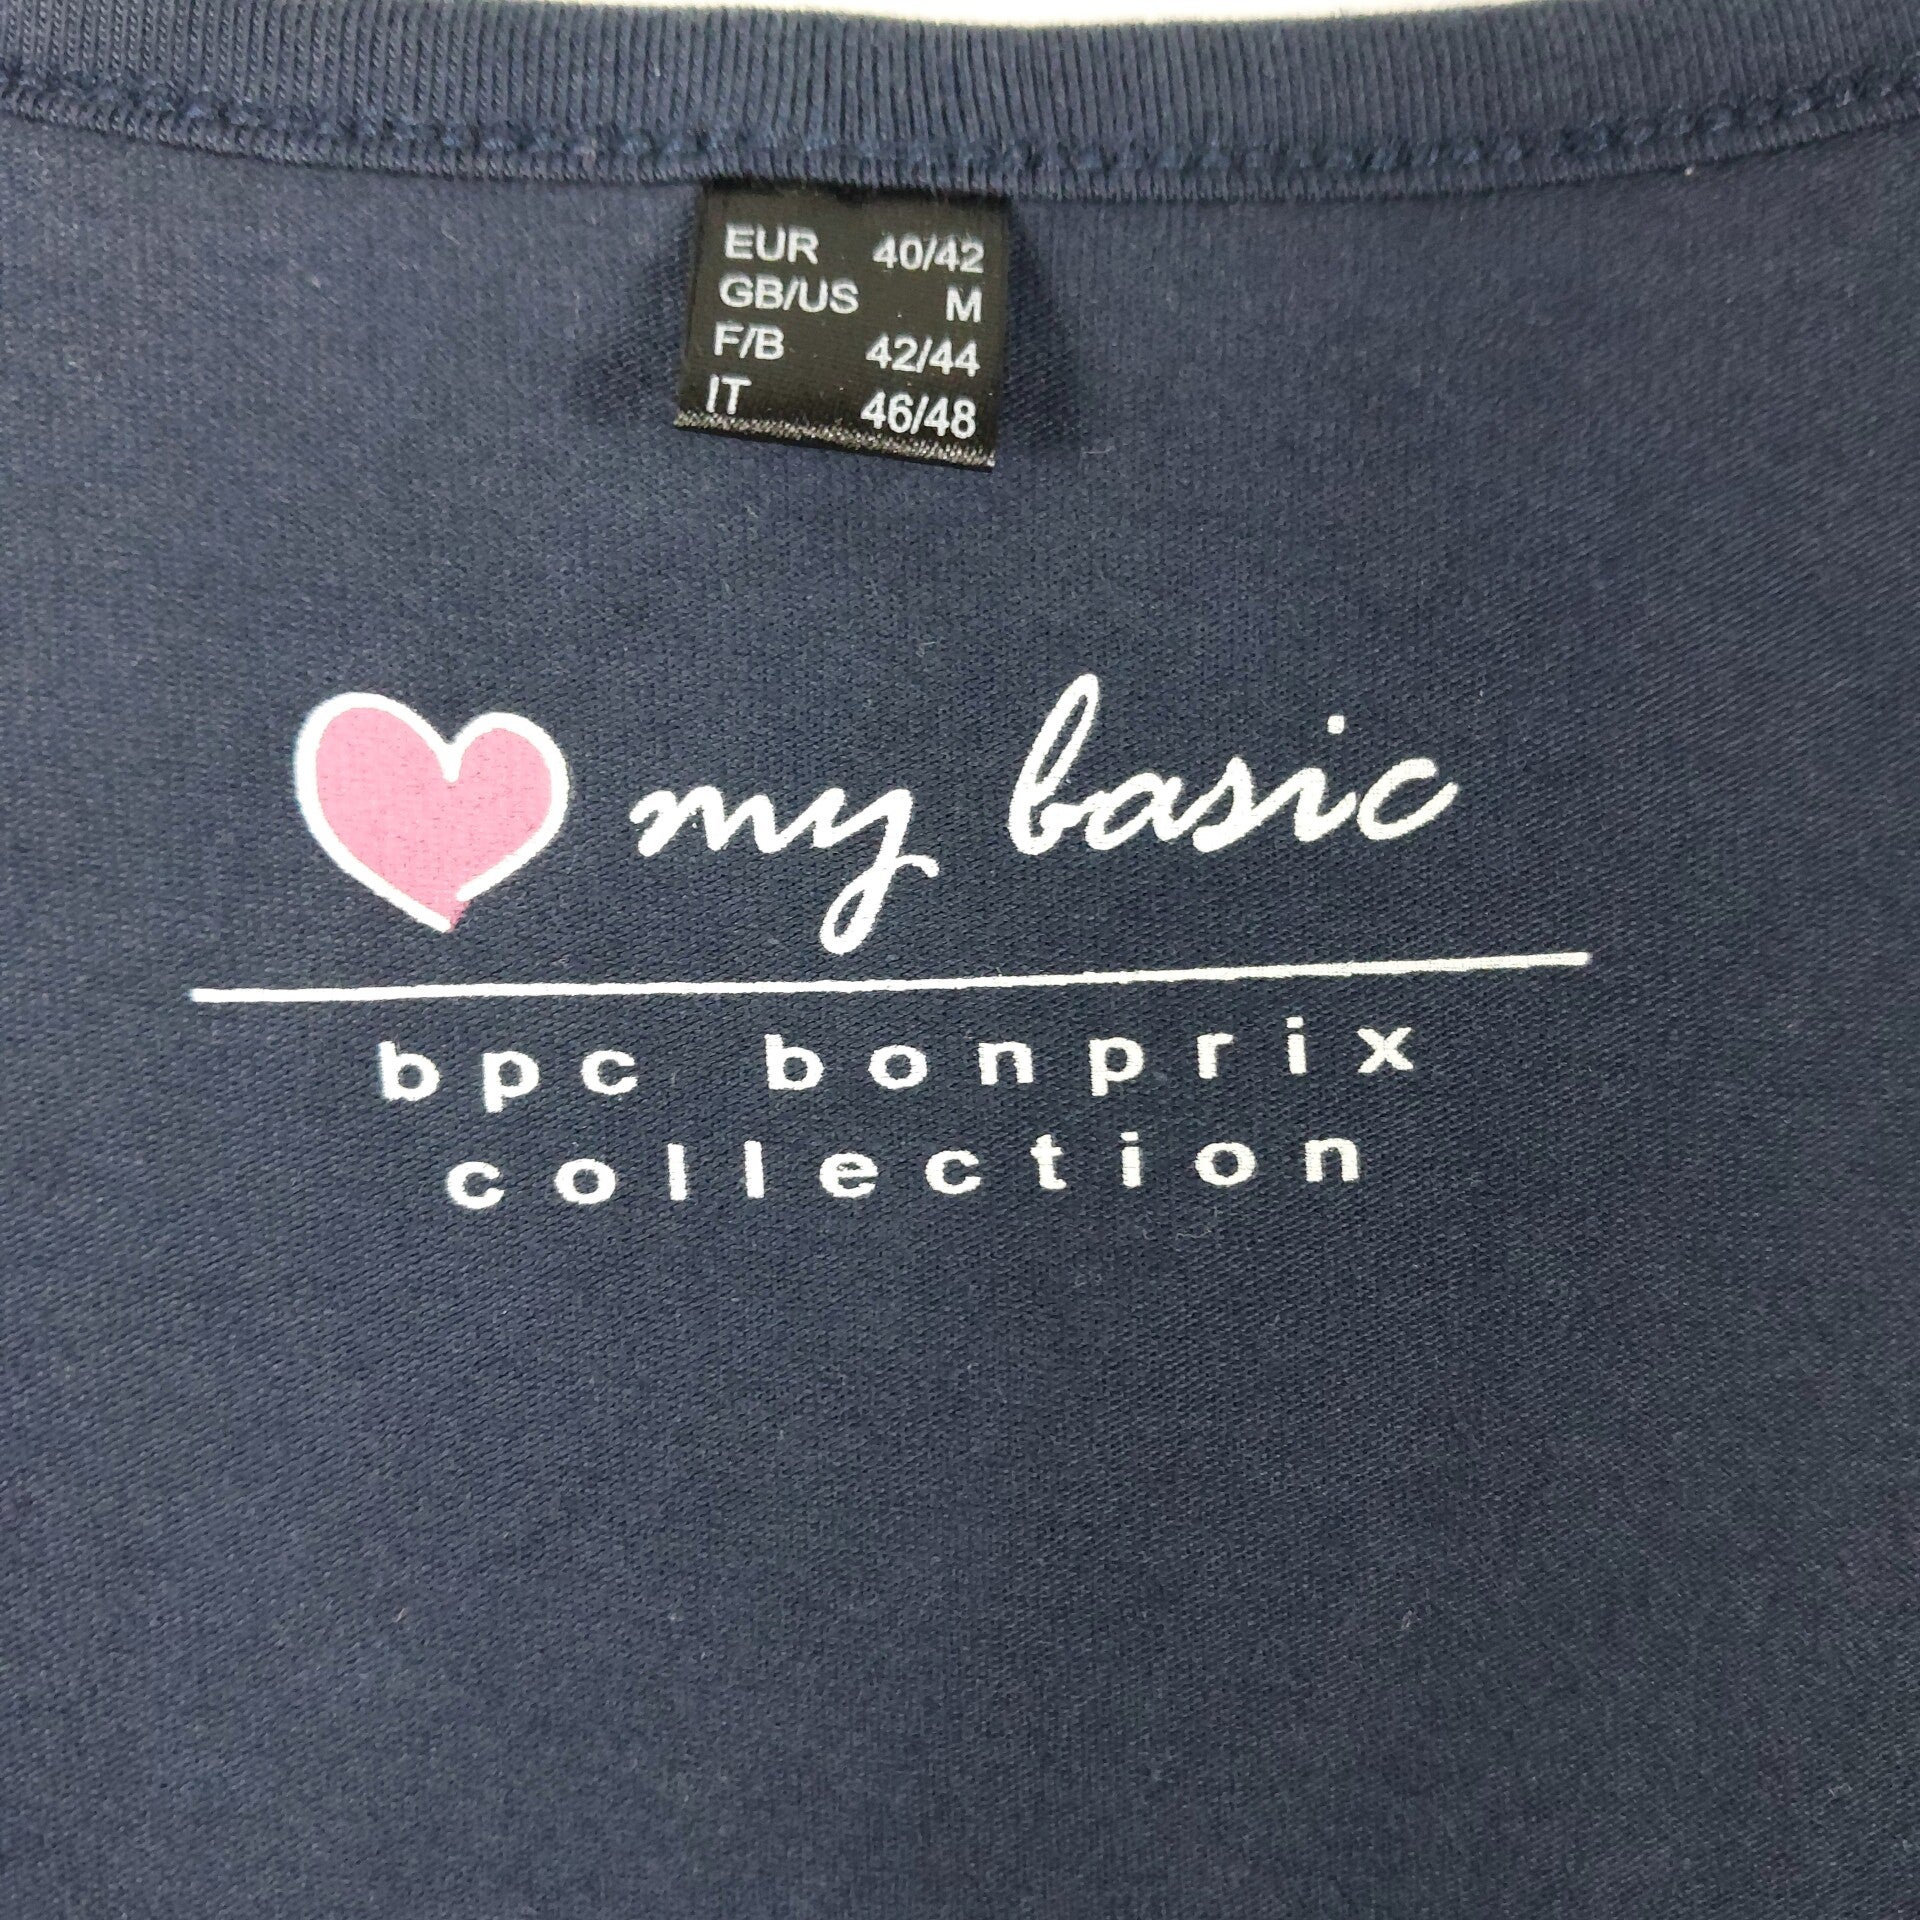 EUR 40/42
GB/US M
F/B 42/44
IT 46/48
my basic
bpc bonprix
collection